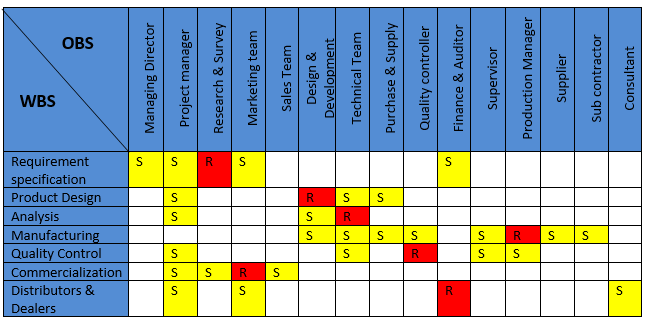 OBS
WBS
Managing Director
Project manager
Research & Survey
Marketing team
Sales Team
Design &
Development
Technical Team
Purchase & Supply
Quality controller
Finance & Auditor
Supervisor
Production Manager
Supplier
Sub contractor
Consultant
Requirement
specification
S S R S S
Product Design S R S S
Analysis S S R
Manufacturing S S S S S R S S
Quality Control S S R S S
Commercialization S S R S
Distributors &
Dealers
S S R S